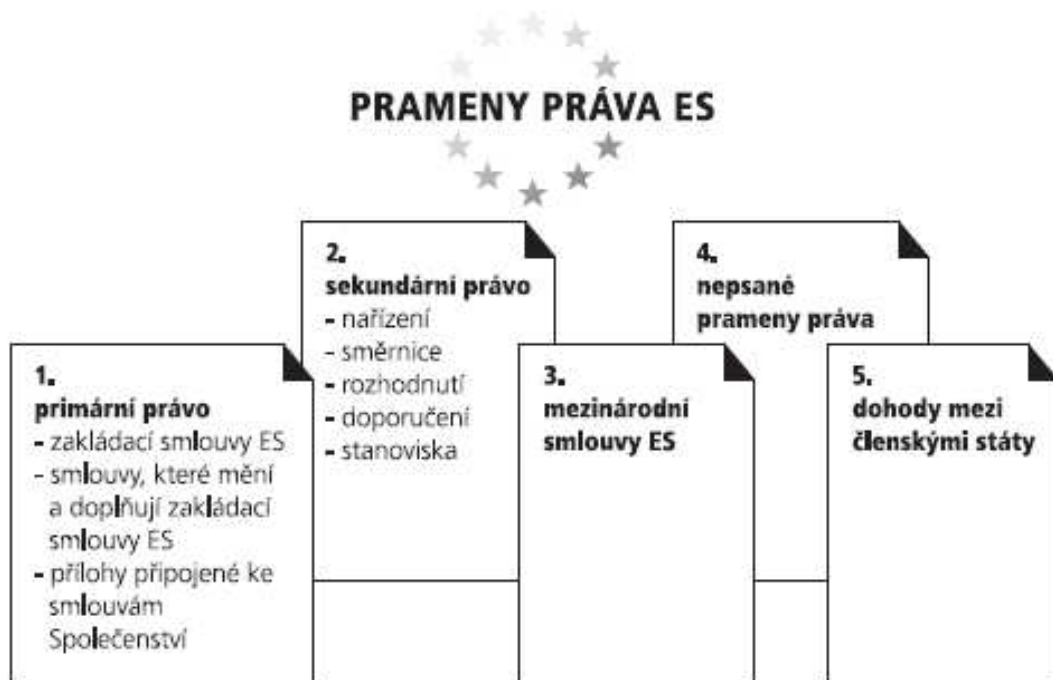 PRAMENY PRÁVA ES
1.
primární právo
- zakládací smlouvy ES
- smlouvy, které mění
a doplňují zakládací
smlouvy ES
- přílohy připojené ke
smlouvám
Společenství
2.
sekundární právo
- nařízení
- směrnice
- rozhodnutí
- doporučení
- stanoviska
3.
mezinárodní
smlouvy ES
4.
nepsané
prameny práva
5.
dohody mezi
členskými státy